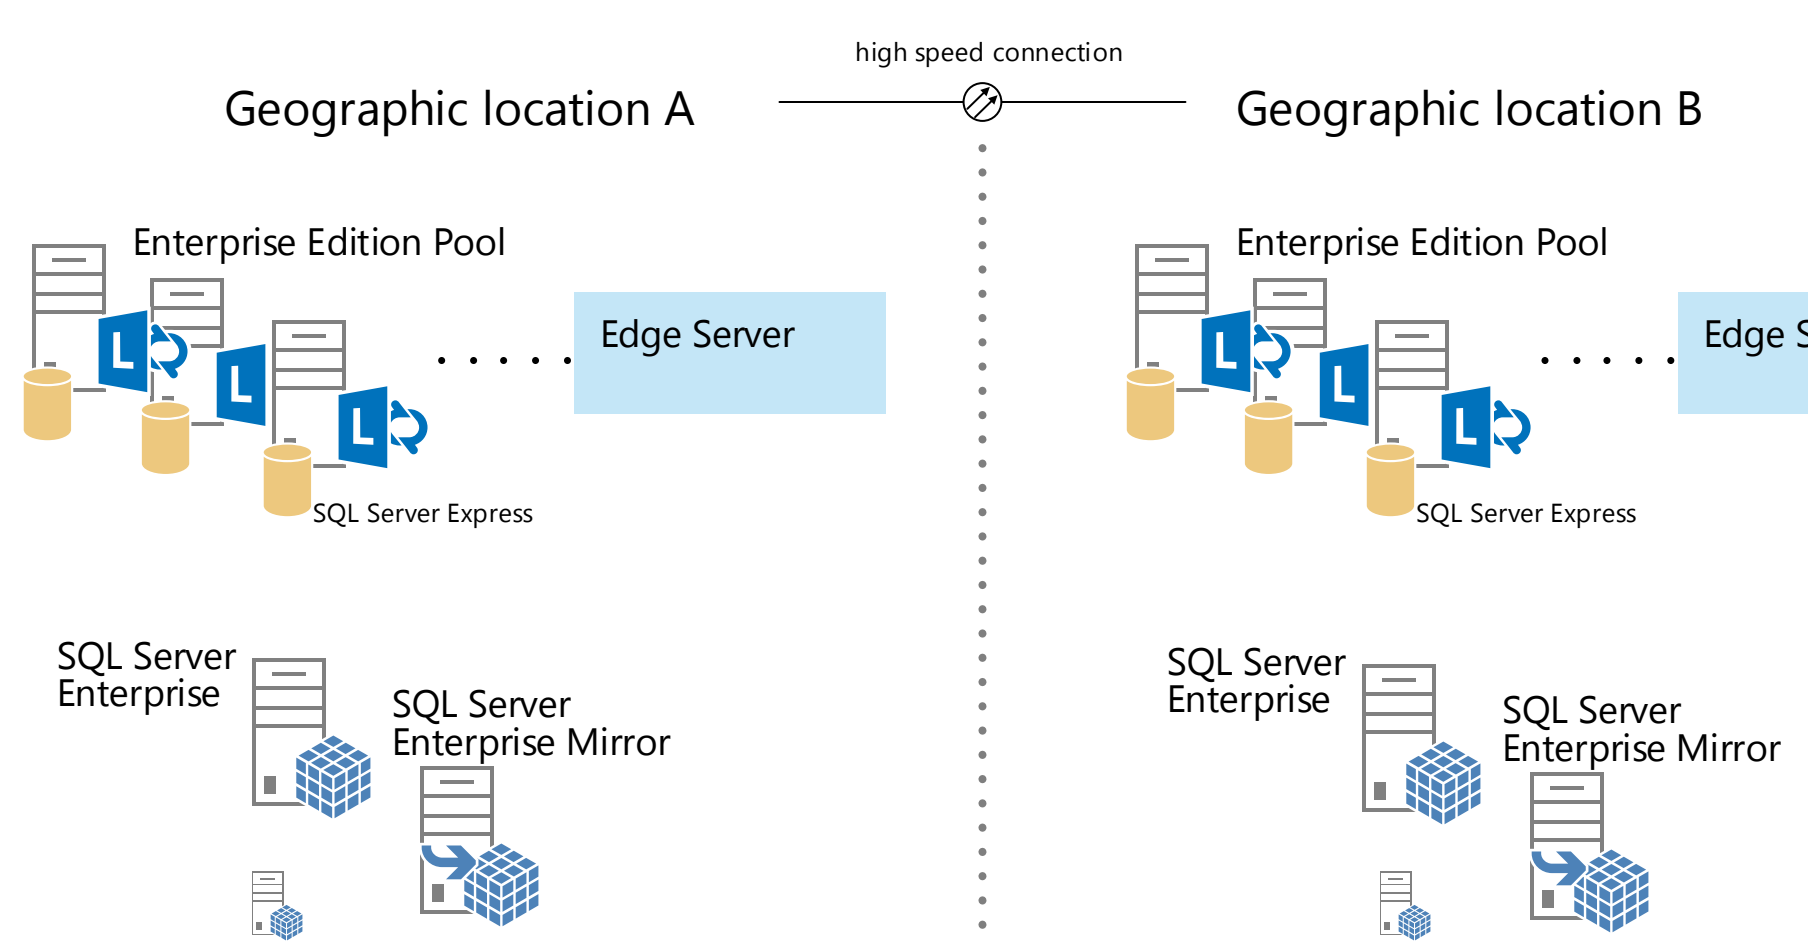 high speed connection
Geographic location A
Geographic location B
Enterprise Edition Pool
Enterprise Edition Pool
Edge Server
Edge S
L
L
L
L
L
L
SQL Server Express
SQL Server Express
SQL Server
Enterprise
SQL Server
Enterprise Mirror
SQL Server
Enterprise
SQL Server
Enterprise Mirror